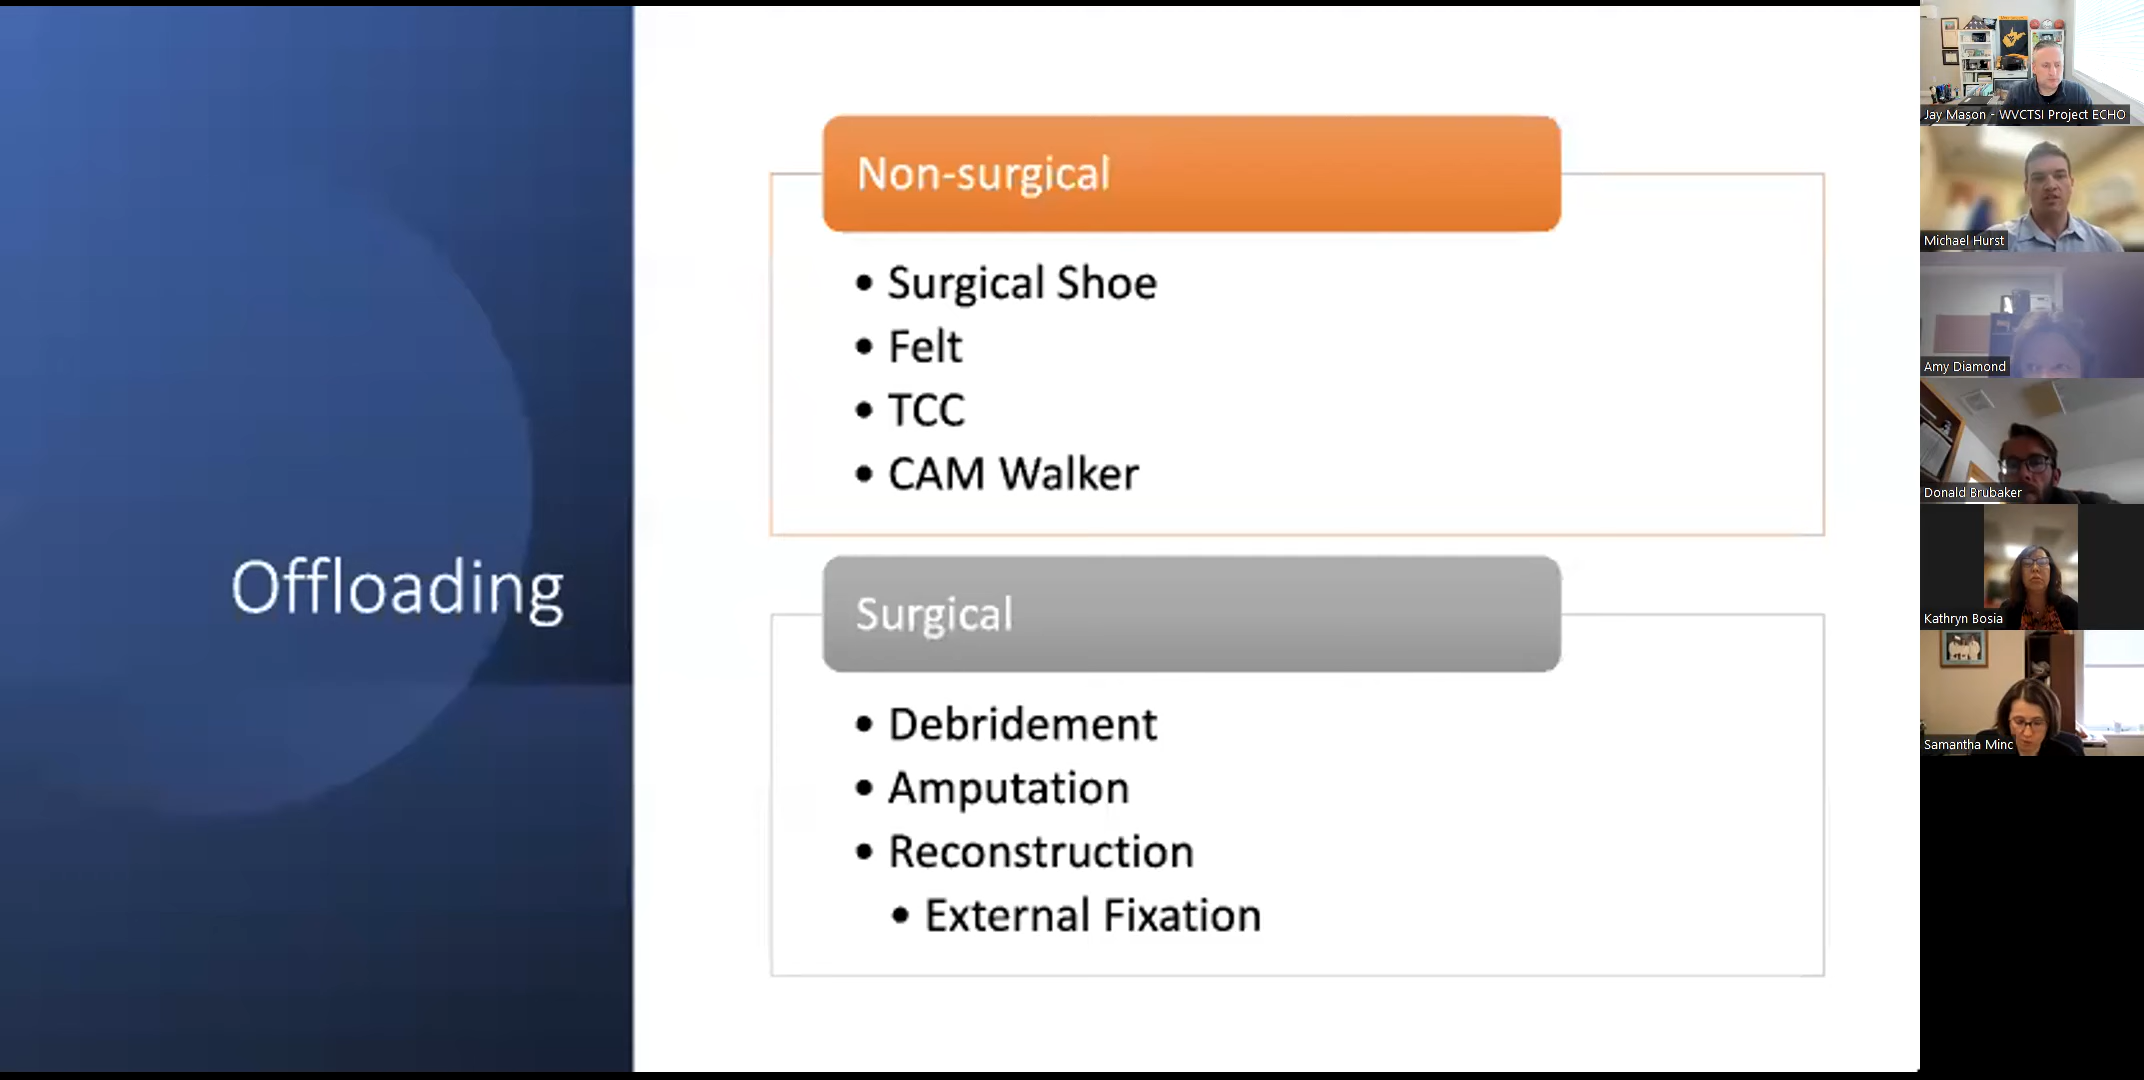 Offloading
Non-surgical
• Surgical Shoe
• Felt
• TCC
• CAM Walker
Surgical
• Debridement
• Amputation
• Reconstruction
• External Fixation
Jay Mason - WVCTSI Project ECHO
Michael Hurst
Amy Diamond
Donald Brubaker
Kathryn Bosia
Samantha Minc